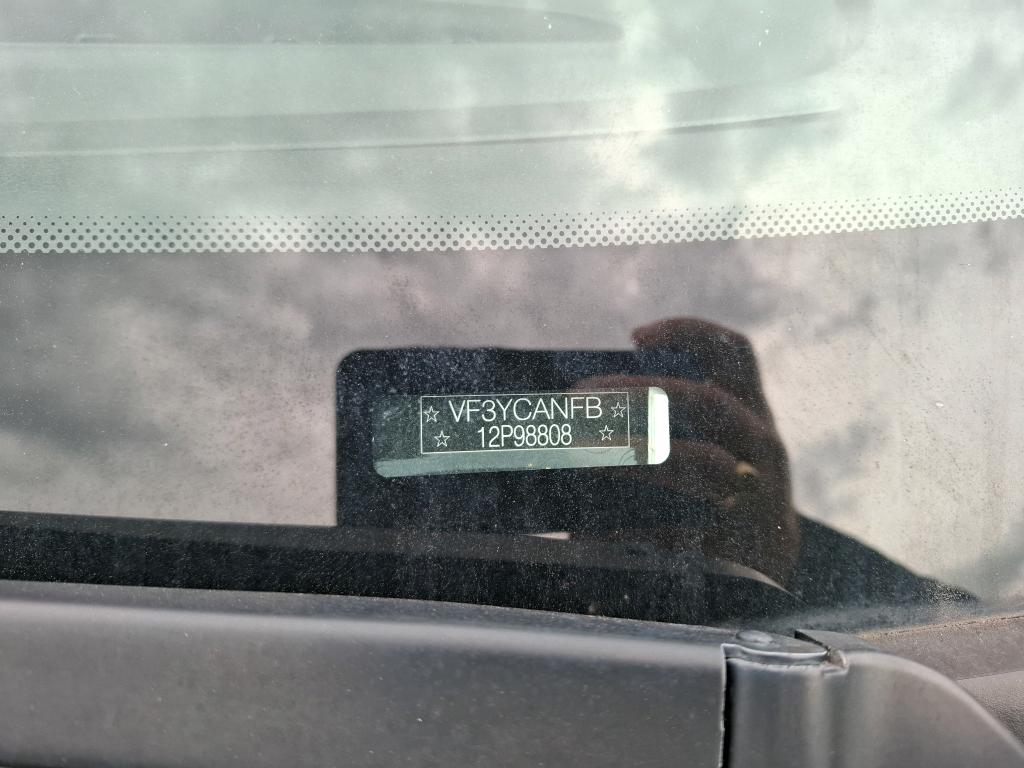 ☆ VF3YCANFB ☆
☆ 12P98808 ☆